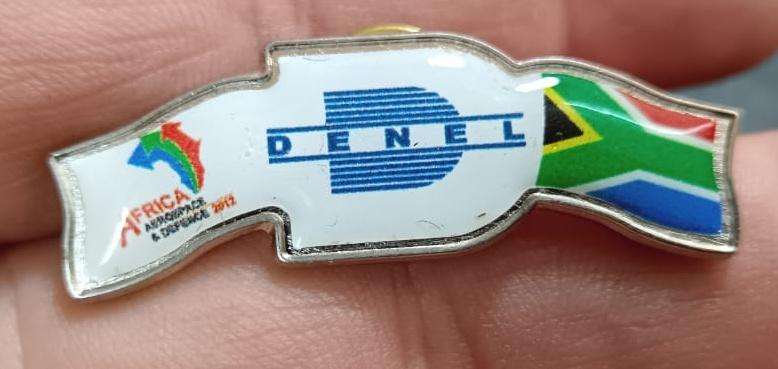 AFRICA
AEROSPACE
& DEFENCE 2012
DENEL